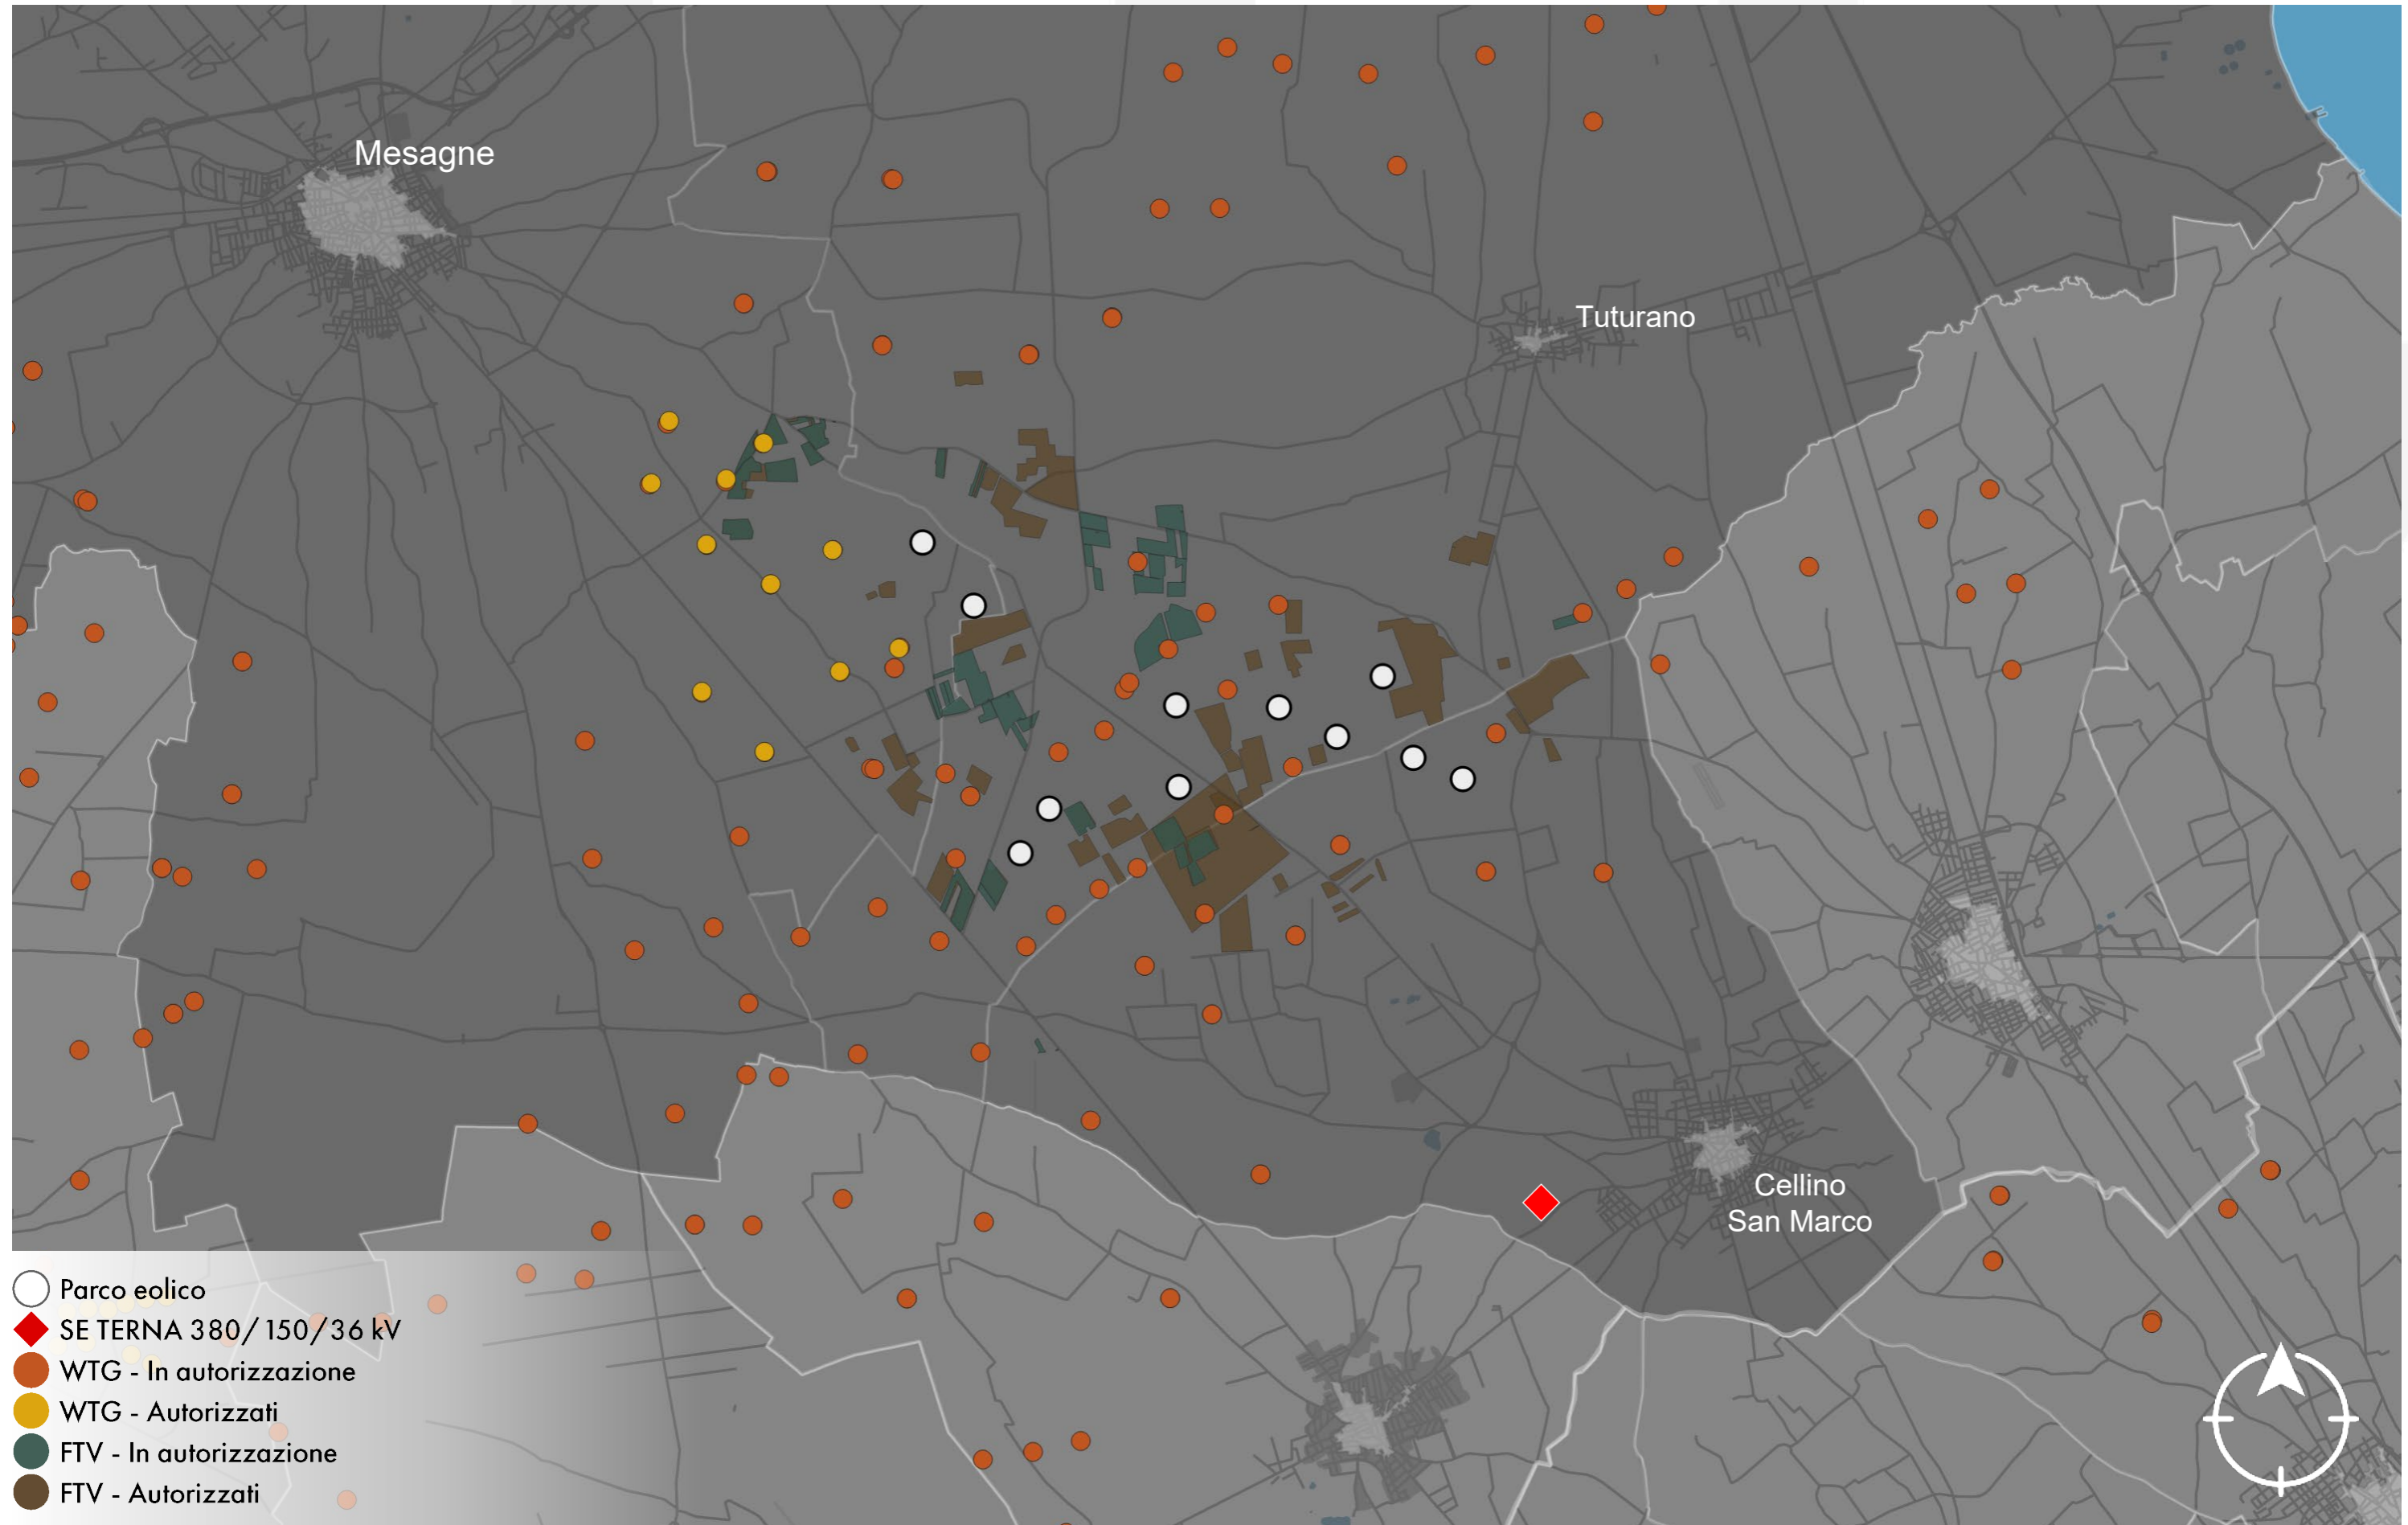 Mesagne
Tuturano
Cellino
San Marco
Parco eolico
SE TERNA 380/150/36 kV
WTG - In autorizzazione
WTG - Autorizzati
FTV - In autorizzazione
FTV - Autorizzati